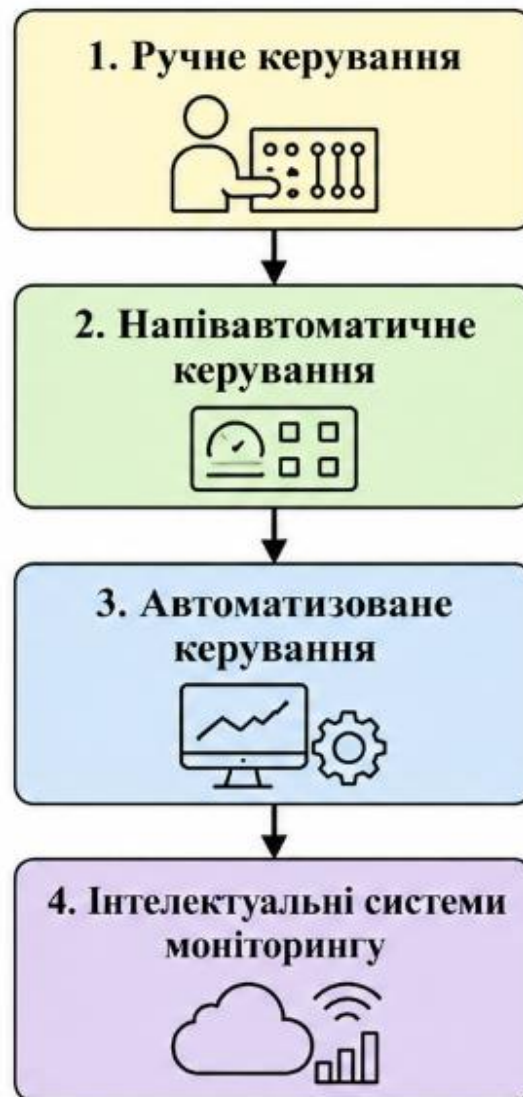 1. Ручне керування
2. Напівавтоматичне
керування
3. Автоматизоване
керування
4. Інтелектуальні системи
моніторингу